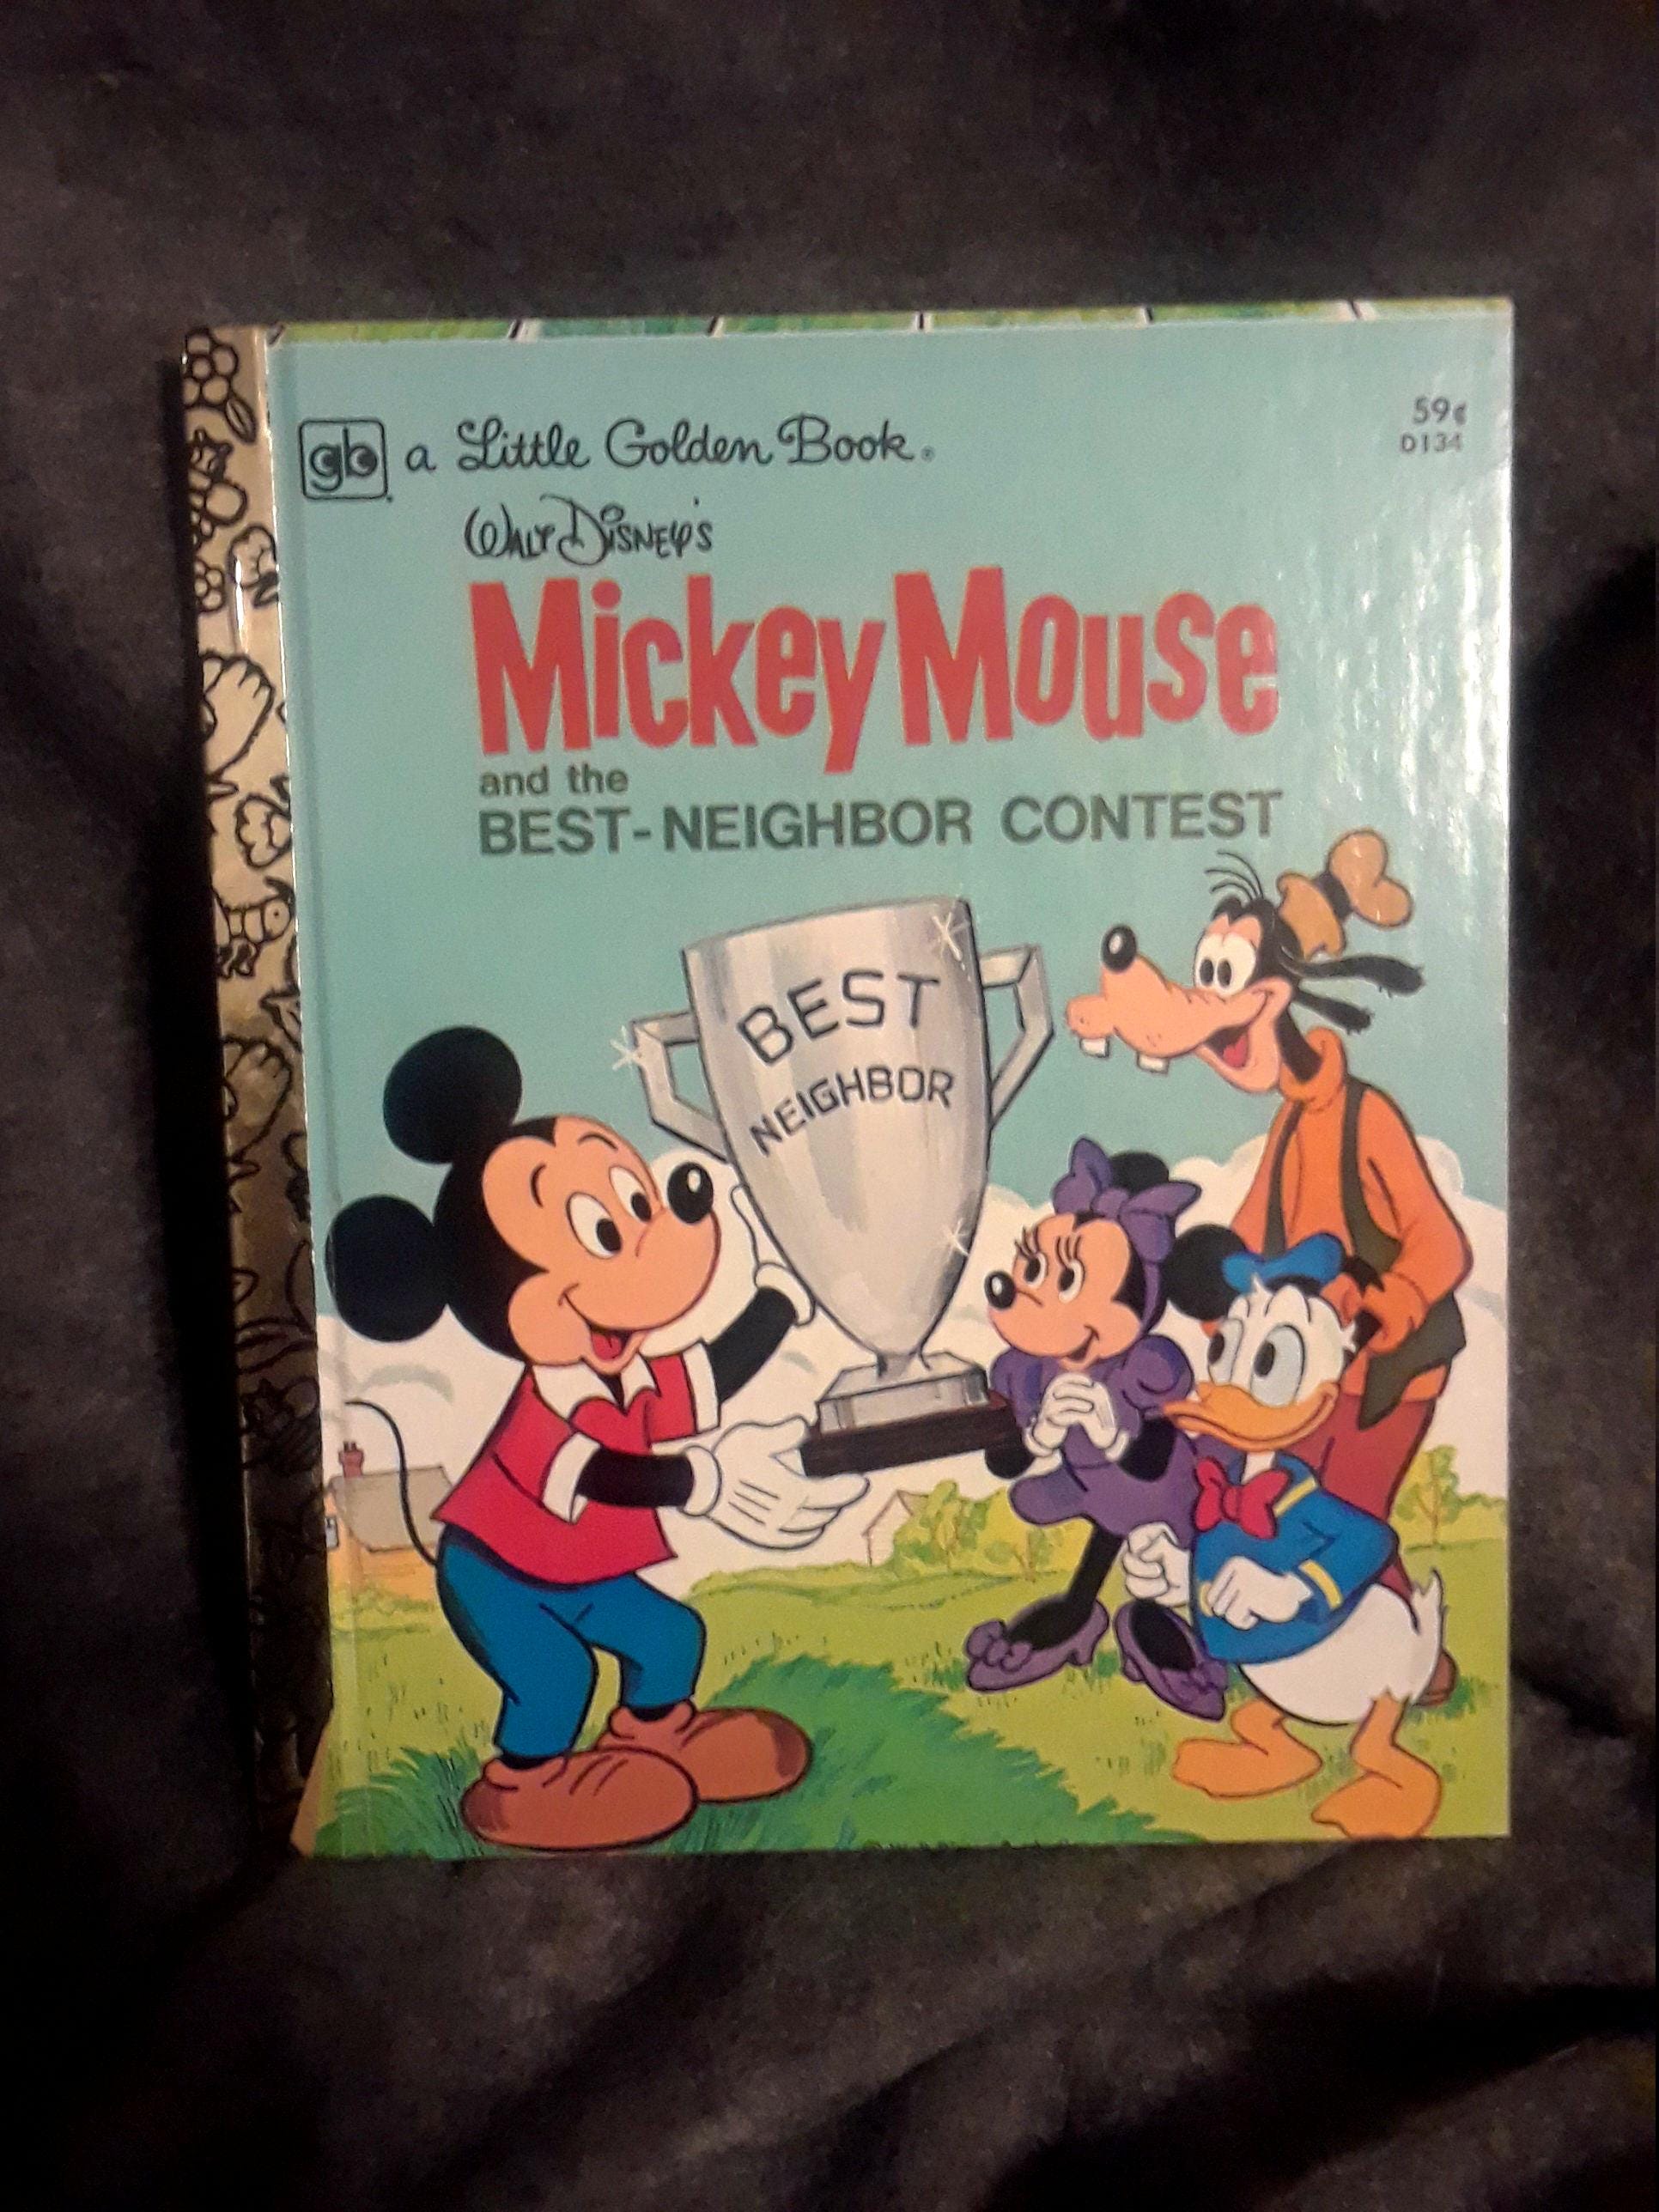 59¢
D134
gb a Little Golden Book®
WALT DISNEY'S
Mickey Mouse
and the
BEST-NEIGHBOR CONTEST
BEST
NEIGHBOR